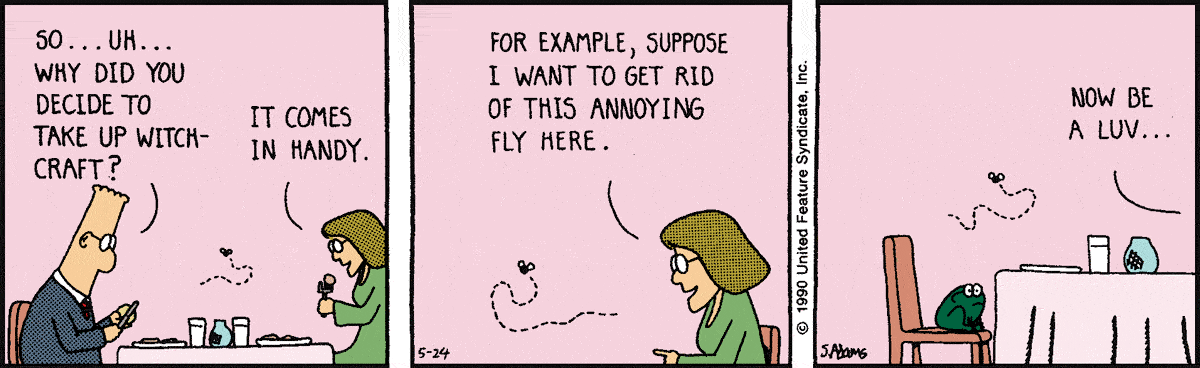 SO...UH...
WHY DID YOU
DECIDE TO
TAKE UP WITCH-
CRAFT?
IT COMES
IN HANDY.
FOR EXAMPLE, SUPPOSE
I WANT TO GET RID
OF THIS ANNOYING
FLY HERE.
5-24
© 1990 United Feature Syndicate, Inc.
NOW BE
A LUV...
S.Adams